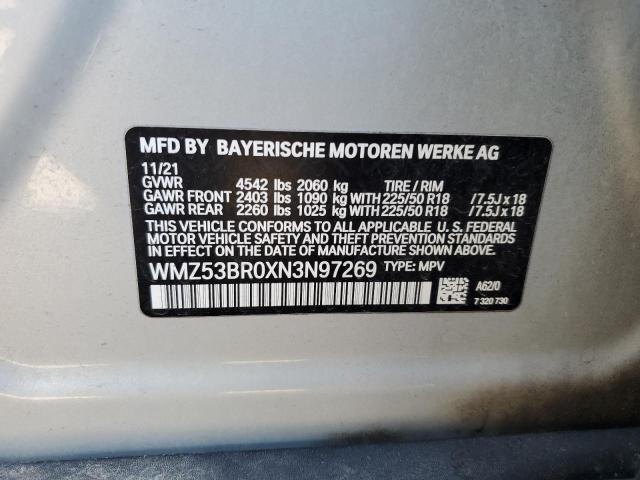 MFD BY BAYERISCHE MOTOREN WERKE AG
11/21
GVWR 4542 lbs 2060 kg TIRE / RIM
GAWR FRONT 2403 lbs 1090 kg WITH 225/50 R18 /7.5J x 18
GAWR REAR 2260 lbs 1025 kg WITH 225/50 R18 /7.5J x 18
THIS VEHICLE CONFORMS TO ALL APPLICABLE U.S. FEDERAL
MOTOR VEHICLE SAFETY, BUMPER, AND THEFT PREVENTION STANDARDS
IN EFFECT ON THE DATE OF MANUFACTURE SHOWN ABOVE.
WMZ53BR0XN3N97269 TYPE: MPV
A62/0
7 320 730